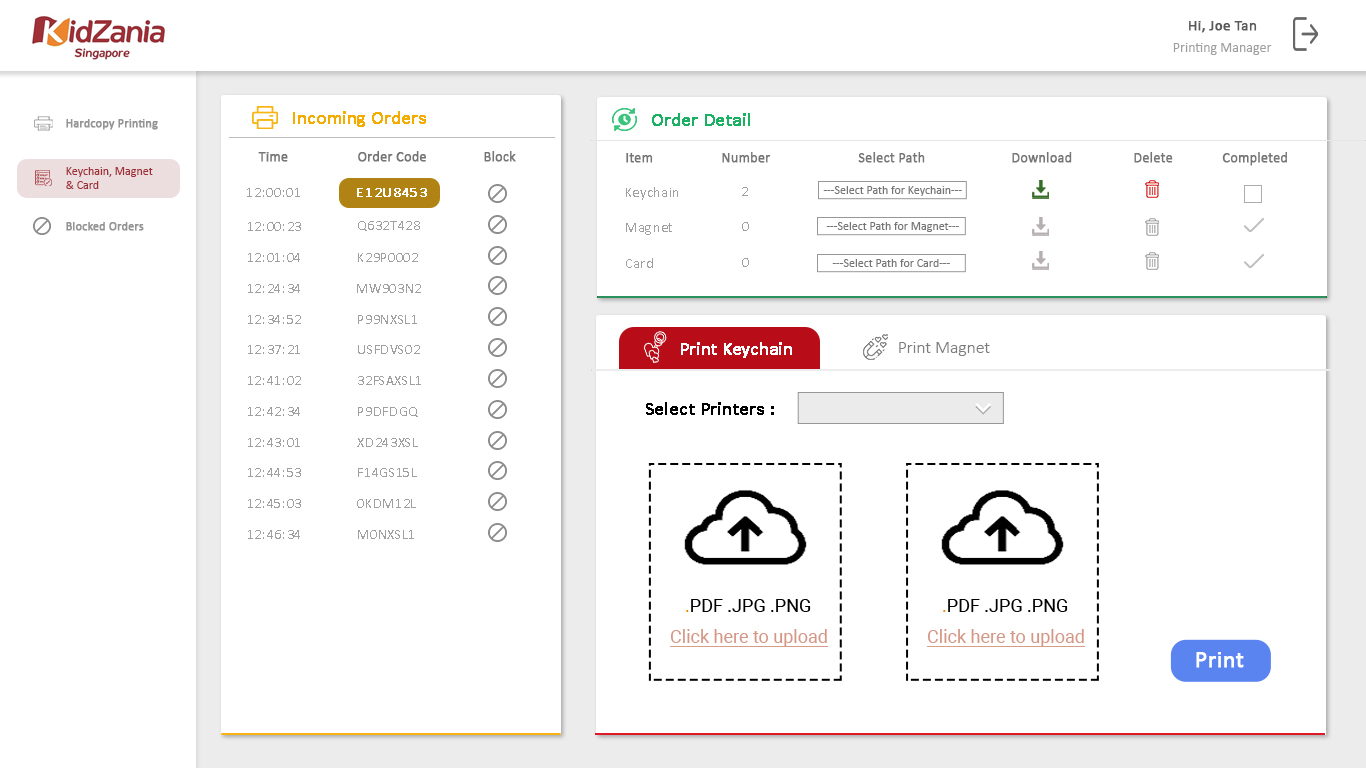 KidZania
Singapore
Hi, Joe Tan
Printing Manager
Hardcopy Printing
Keychain, Magnet
& Card
Blocked Orders
Incoming Orders
Time Order Code Block
12:00:01 E12U8453
12:00:23 Q632T428
12:01:04 K29P0002
12:24:34 MW903N2
12:34:52 P99NXSL1
12:37:21 USFDVSO2
12:41:02 32FSAXSL1
12:42:34 P9DFDGQ
12:43:01 XD243XSL
12:44:53 F14GS15L
12:45:03 0KDM12L
12:46:34 M0NXSL1
Order Detail
Item Number Select Path Download Delete Completed
Keychain 2 ---Select Path for Keychain---
Magnet 0 ---Select Path for Magnet---
Card 0 ---Select Path for Card---
Print Keychain Print Magnet
Select Printers :
.PDF .JPG .PNG
Click here to upload
.PDF .JPG .PNG
Click here to upload
Print